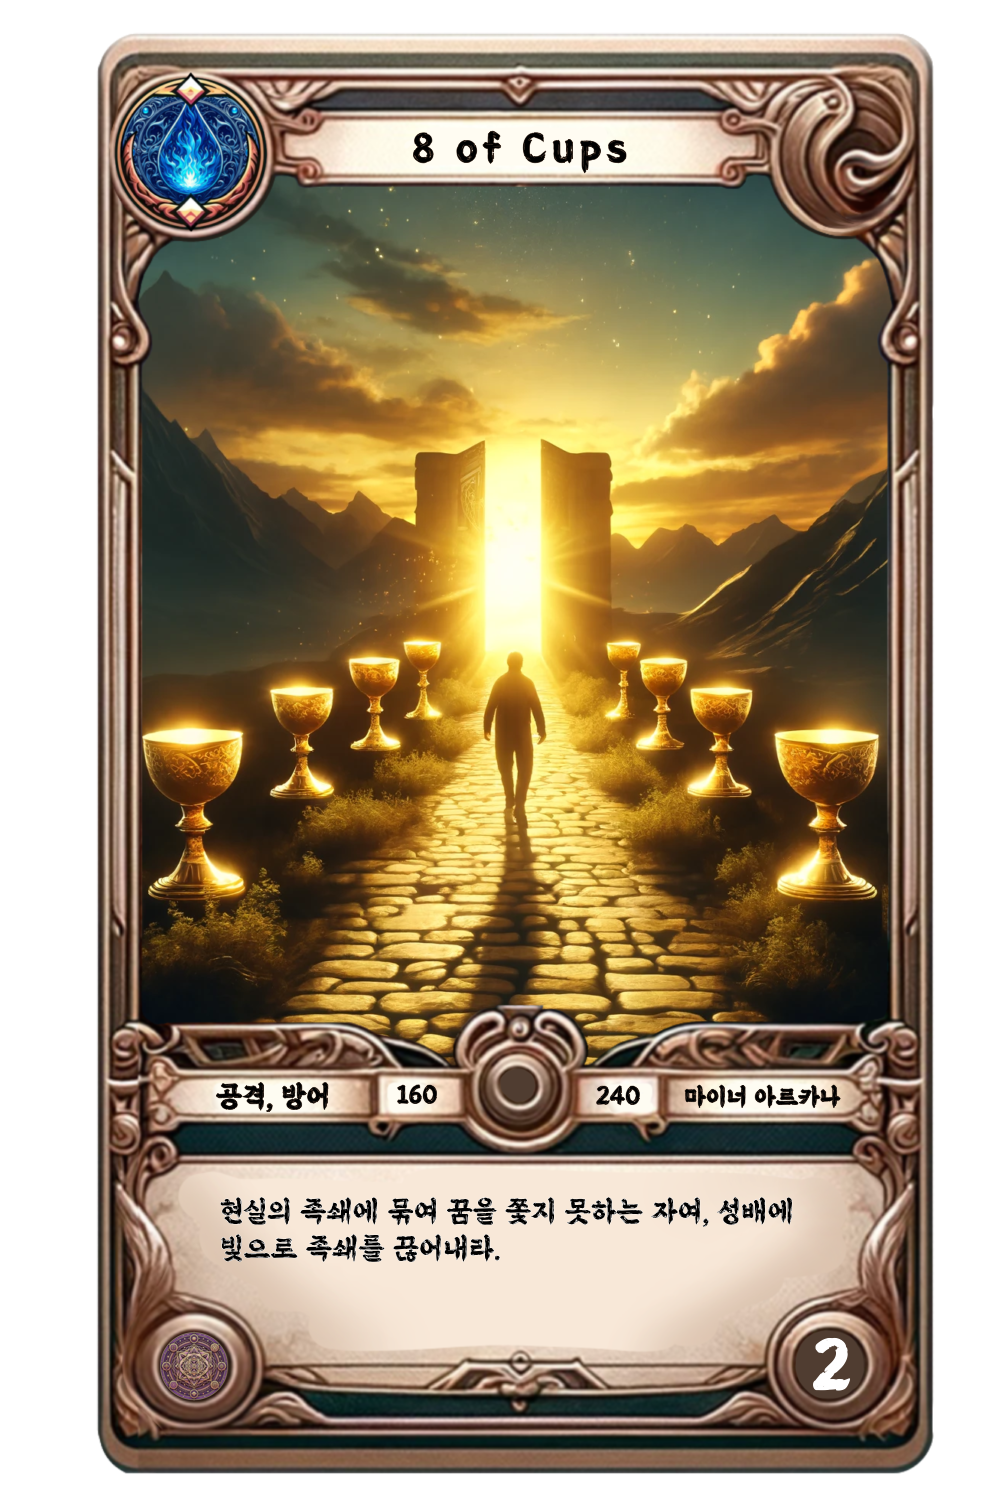 8 of Cups
공격, 방어 160 240 마이너 아르카나
현실의 족쇄에 묶여 꿈을 쫓지 못하는 자여, 성배에
빛으로 족쇄를 끊어내라.
2